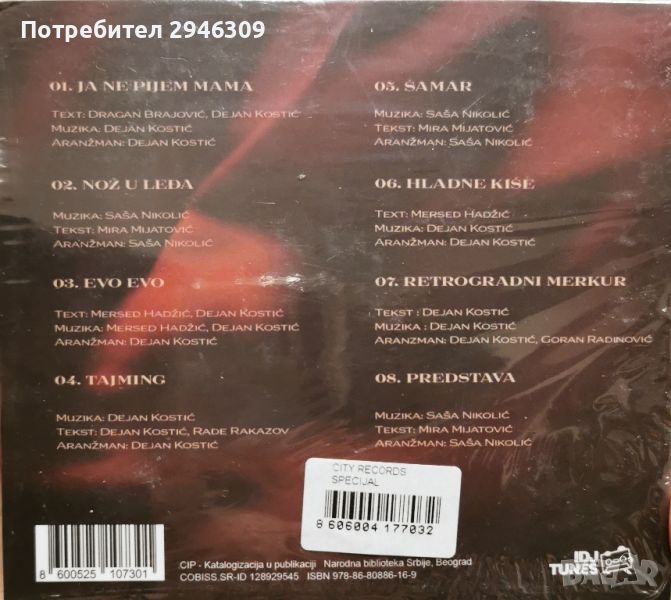 Потребител 2946309
01. JA NE PIJEM MAMA
TEXT: DRAGAN BRAJOVIĆ, DEJAN KOSTIĆ
MUZIKA: DEJAN KOSTIĆ
ARANŽMAN: DEJAN KOSTIĆ
02. NOŽ U LEĐA
MUZIKA: SAŠA NIKOLIĆ
TEKST: MIRA MIJATOVIĆ
ARANŽMAN: SAŠA NIKOLIĆ
03. EVO EVO
TEXT: MERSED HADŽIĆ, DEJAN KOSTIĆ
MUZIKA: MERSED HADŽIĆ, DEJAN KOSTIĆ
ARANŽMAN: DEJAN KOSTIĆ
04. TAJMING
MUZIKA: DEJAN KOSTIĆ
TEKST: DEJAN KOSTIĆ, RADE RAKAZOV
ARANŽMAN: DEJAN KOSTIĆ
05. ŠAMAR
MUZIKA: SAŠA NIKOLIĆ
TEKST: MIRA MIJATOVIĆ
ARANŽMAN: SAŠA NIKOLIĆ
06. HLADNE KIŠE
TEXT: MERSED HADŽIĆ
MUZIKA: DEJAN KOSTIĆ
ARANŽMAN: DEJAN KOSTIĆ
07. RETROGRADNI MERKUR
TEKST : DEJAN KOSTIĆ
MUZIKA : DEJAN KOSTIĆ
ARANZMAN: DEJAN KOSTIĆ, GORAN RADINOVIĆ
08. PREDSTAVA
MUZIKA: SAŠA NIKOLIĆ
TEKST: MIRA MIJATOVIĆ
ARANŽMAN: SAŠA NIKOLIĆ
CITY RECORDS
SPECIJAL
8 606004 177032
8 600525 107301
CIP - Katalogizacija u publikaciji Narodna biblioteka Srbije, Beograd
COBISS.SR-ID 128929545 ISBN 978-86-80886-16-9
IDJ
TUNES
bazar